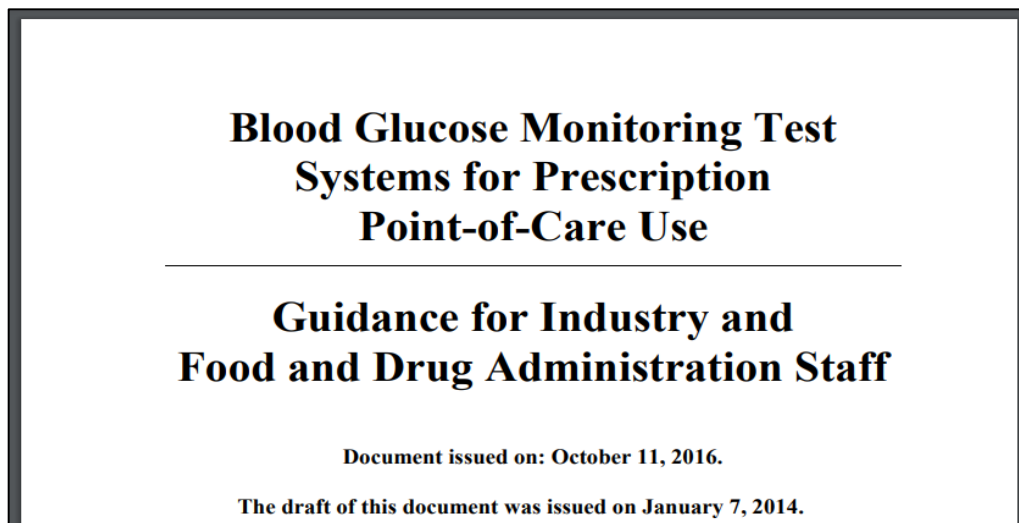 Blood Glucose Monitoring Test
Systems for Prescription
Point-of-Care Use
Guidance for Industry and
Food and Drug Administration Staff
Document issued on: October 11, 2016.
The draft of this document was issued on January 7, 2014.